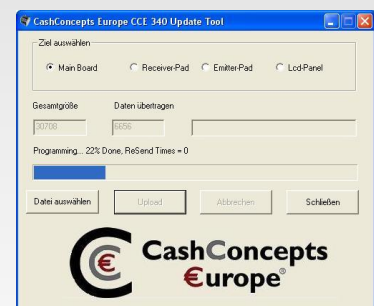 CashConcepts Europe CCE 340 Update Tool
Ziel auswählen
Main Board Receiver-Pad Emitter-Pad Lcd-Panel
Gesamtgröße Daten übertragen
30708 6656
Programming... 22% Done, ReSend Times = 0
Datei auswählen Upload Abbrechen Schließen
CashConcepts
€urope®